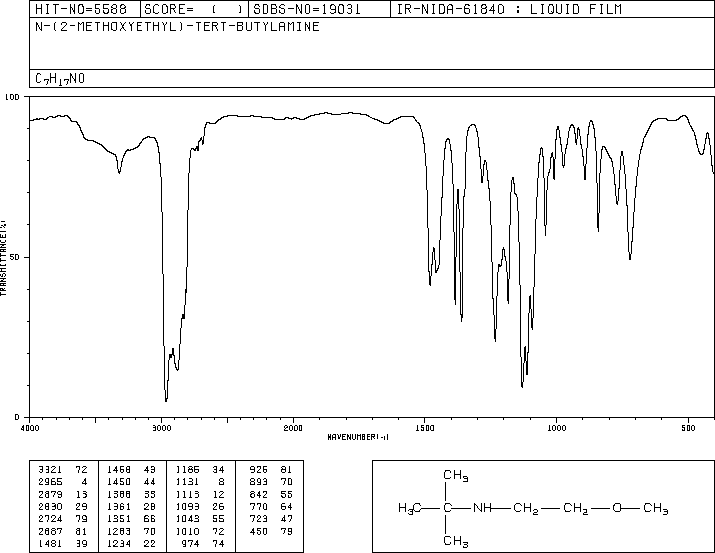 HIT-NO=5588 SCORE= ( ) SDBS-NO=19031 IR-NIDA-61840 : LIQUID FILM
N-(2-METHOXYETHYL)-TERT-BUTYLAMINE
C7H17NO
100
50
0
TRANSMITTANCE(%)
4000 3000 2000 1500 1000 500
WAVENUMBER(-1)
3321 72 1468 49 1186 34 926 81
2965 4 1450 44 1131 8 893 70
2879 13 1388 33 1113 12 842 55
2830 29 1361 28 1093 26 770 64
2724 79 1351 66 1043 55 723 47
2687 81 1283 70 1010 72 450 79
1481 39 1234 22 974 74
CH3
H3C C NH CH2 CH2 O CH3
CH3